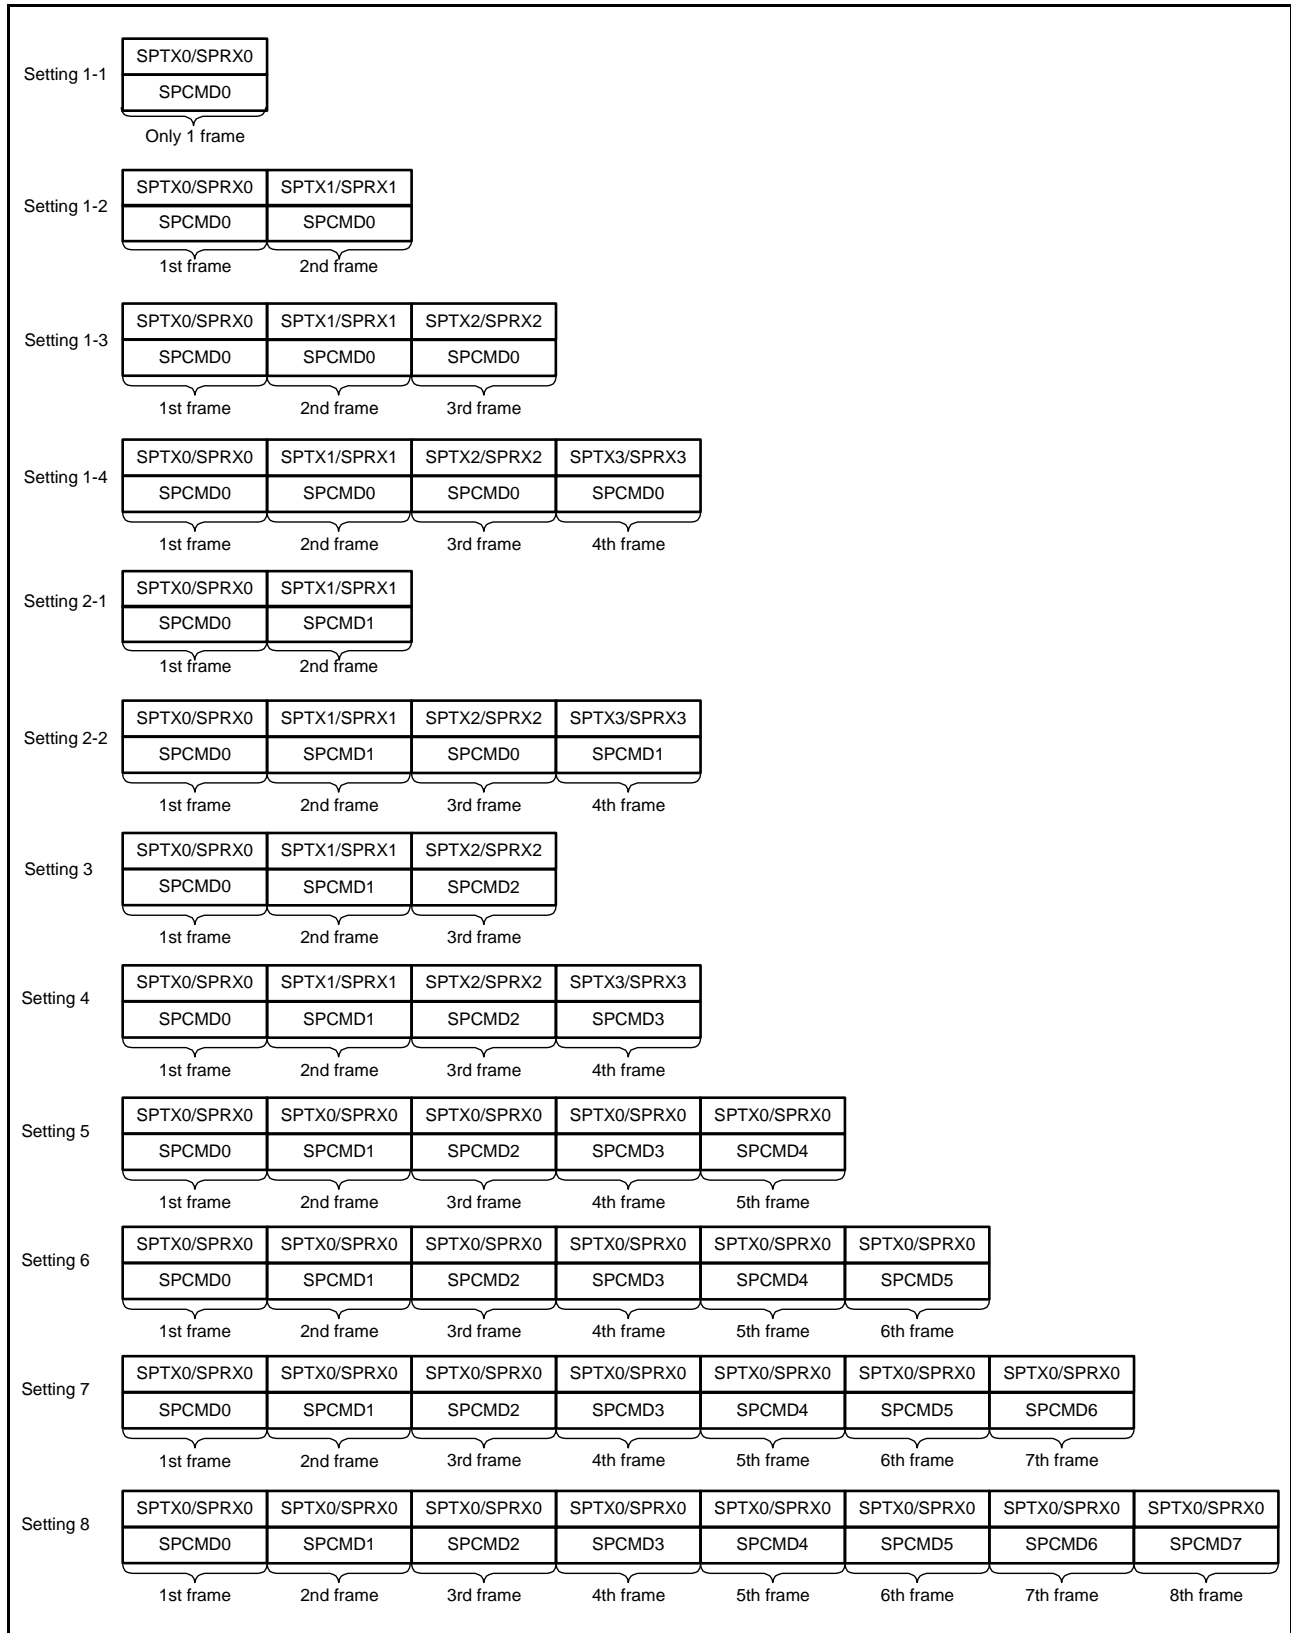 SPTX0/SPRX0
Setting 1-1
SPCMD0
Only 1 frame
SPTX0/SPRX0 SPTX1/SPRX1
Setting 1-2
SPCMD0 SPCMD0
1st frame 2nd frame
SPTX0/SPRX0 SPTX1/SPRX1 SPTX2/SPRX2
Setting 1-3
SPCMD0 SPCMD0 SPCMD0
1st frame 2nd frame 3rd frame
SPTX0/SPRX0 SPTX1/SPRX1 SPTX2/SPRX2 SPTX3/SPRX3
Setting 1-4
SPCMD0 SPCMD0 SPCMD0 SPCMD0
1st frame 2nd frame 3rd frame 4th frame
SPTX0/SPRX0 SPTX1/SPRX1
Setting 2-1
SPCMD0 SPCMD1
1st frame 2nd frame
SPTX0/SPRX0 SPTX1/SPRX1 SPTX2/SPRX2 SPTX3/SPRX3
Setting 2-2
SPCMD0 SPCMD1 SPCMD0 SPCMD1
1st frame 2nd frame 3rd frame 4th frame
SPTX0/SPRX0 SPTX1/SPRX1 SPTX2/SPRX2
Setting 3
SPCMD0 SPCMD1 SPCMD2
1st frame 2nd frame 3rd frame
SPTX0/SPRX0 SPTX1/SPRX1 SPTX2/SPRX2 SPTX3/SPRX3
Setting 4
SPCMD0 SPCMD1 SPCMD2 SPCMD3
1st frame 2nd frame 3rd frame 4th frame
SPTX0/SPRX0 SPTX0/SPRX0 SPTX0/SPRX0 SPTX0/SPRX0 SPTX0/SPRX0
Setting 5
SPCMD0 SPCMD1 SPCMD2 SPCMD3 SPCMD4
1st frame 2nd frame 3rd frame 4th frame 5th frame
SPTX0/SPRX0 SPTX0/SPRX0 SPTX0/SPRX0 SPTX0/SPRX0 SPTX0/SPRX0 SPTX0/SPRX0
Setting 6
SPCMD0 SPCMD1 SPCMD2 SPCMD3 SPCMD4 SPCMD5
1st frame 2nd frame 3rd frame 4th frame 5th frame 6th frame
SPTX0/SPRX0 SPTX0/SPRX0 SPTX0/SPRX0 SPTX0/SPRX0 SPTX0/SPRX0 SPTX0/SPRX0 SPTX0/SPRX0
Setting 7
SPCMD0 SPCMD1 SPCMD2 SPCMD3 SPCMD4 SPCMD5 SPCMD6
1st frame 2nd frame 3rd frame 4th frame 5th frame 6th frame 7th frame
SPTX0/SPRX0 SPTX0/SPRX0 SPTX0/SPRX0 SPTX0/SPRX0 SPTX0/SPRX0 SPTX0/SPRX0 SPTX0/SPRX0 SPTX0/SPRX0
Setting 8
SPCMD0 SPCMD1 SPCMD2 SPCMD3 SPCMD4 SPCMD5 SPCMD6 SPCMD7
1st frame 2nd frame 3rd frame 4th frame 5th frame 6th frame 7th frame 8th frame